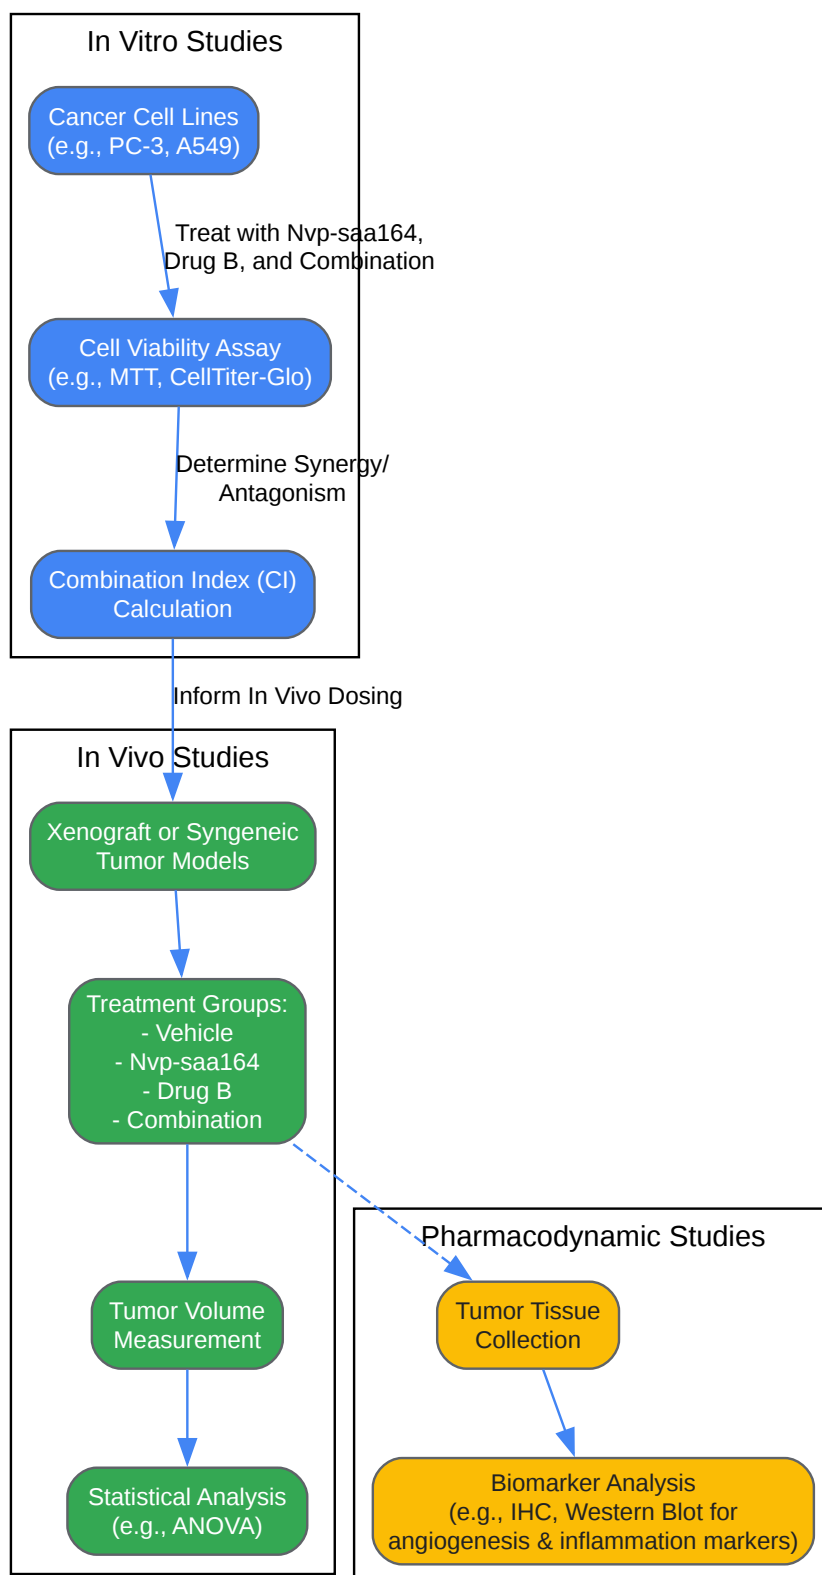 In Vitro Studies
Cancer Cell Lines
(e.g., PC-3, A549)
Treat with Nvp-saa164,
Drug B, and Combination
Cell Viability Assay
(e.g., MTT, CellTiter-Glo)
Determine Synergy/
Antagonism
Combination Index (CI)
Calculation
Inform In Vivo Dosing
In Vivo Studies
Xenograft or Syngeneic
Tumor Models
Treatment Groups:
- Vehicle
- Nvp-saa164
- Drug B
- Combination
Tumor Volume
Measurement
Statistical Analysis
(e.g., ANOVA)
Pharmacodynamic Studies
Tumor Tissue
Collection
Biomarker Analysis
(e.g., IHC, Western Blot for
angiogenesis & inflammation markers)